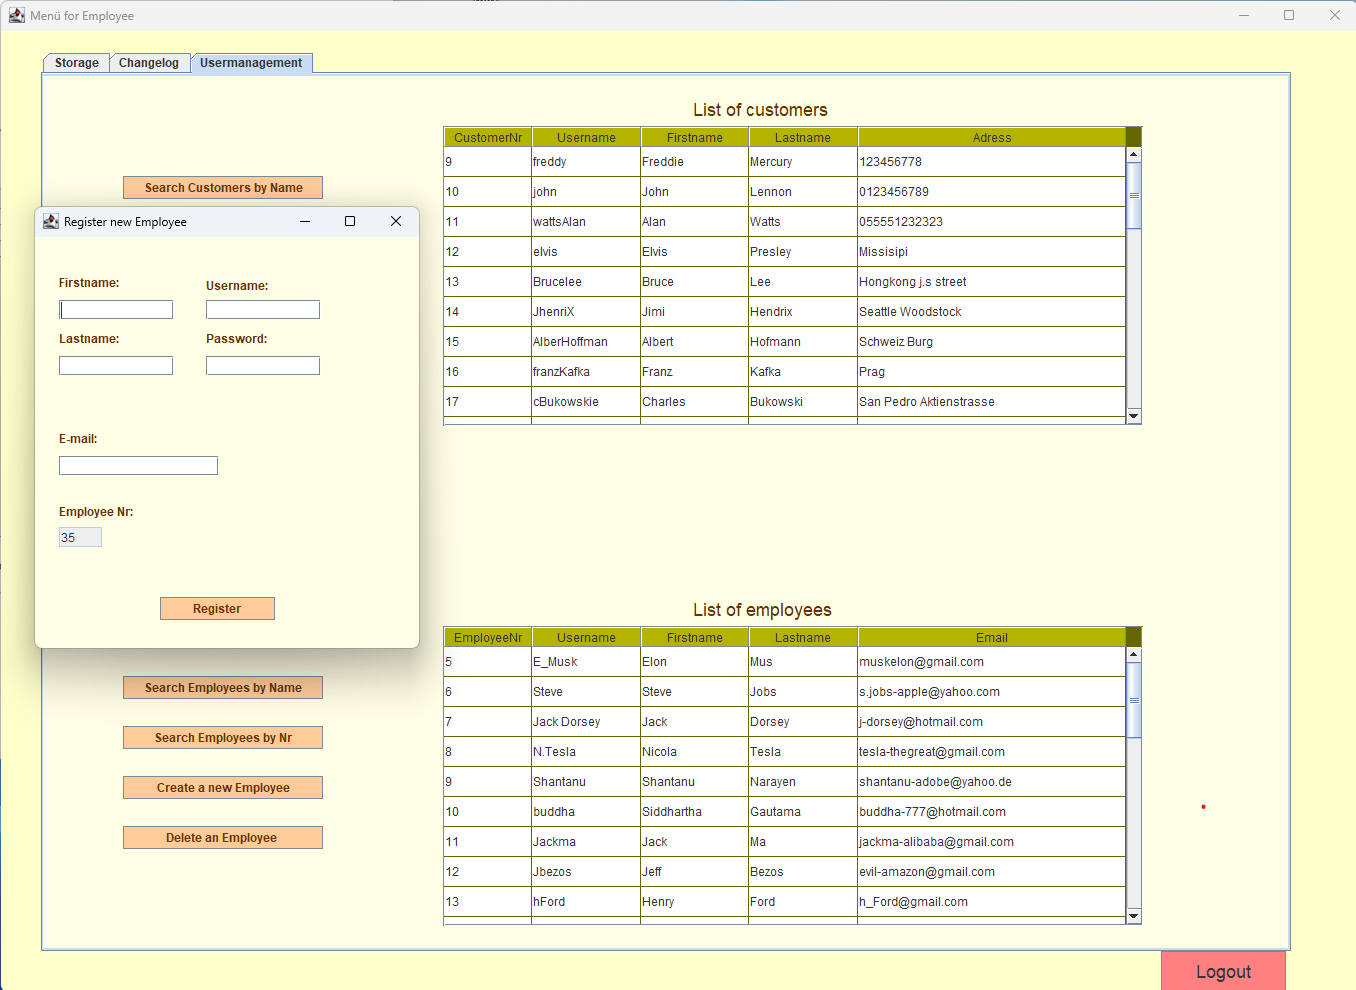 Menü for Employee
Storage Changelog Usermanagement
List of customers
CustomerNr Username Firstname Lastname Adress
9 freddy Freddie Mercury 123456778
10 john John Lennon 0123456789
11 wattsAlan Alan Watts 055551232323
12 elvis Elvis Presley Missisipi
13 Brucelee Bruce Lee Hongkong j.s street
14 JhenriX Jimi Hendrix Seattle Woodstock
15 AlberHoffman Albert Hofmann Schweiz Burg
16 franzKafka Franz Kafka Prag
17 cBukowskie Charles Bukowski San Pedro Aktienstrasse
Search Customers by Name
Register new Employee
Firstname: Username:
Lastname: Password:
E-mail:
Employee Nr:
35
Register
List of employees
EmployeeNr Username Firstname Lastname Email
5 E_Musk Elon Mus muskelon@gmail.com
6 Steve Steve Jobs s.jobs-apple@yahoo.com
7 Jack Dorsey Jack Dorsey j-dorsey@hotmail.com
8 N.Tesla Nicola Tesla tesla-thegreat@gmail.com
9 Shantanu Shantanu Narayen shantanu-adobe@yahoo.de
10 buddha Siddhartha Gautama buddha-777@hotmail.com
11 Jackma Jack Ma jackma-alibaba@gmail.com
12 Jbezos Jeff Bezos evil-amazon@gmail.com
13 hFord Henry Ford h_Ford@gmail.com
Search Employees by Name
Search Employees by Nr
Create a new Employee
Delete an Employee
Logout